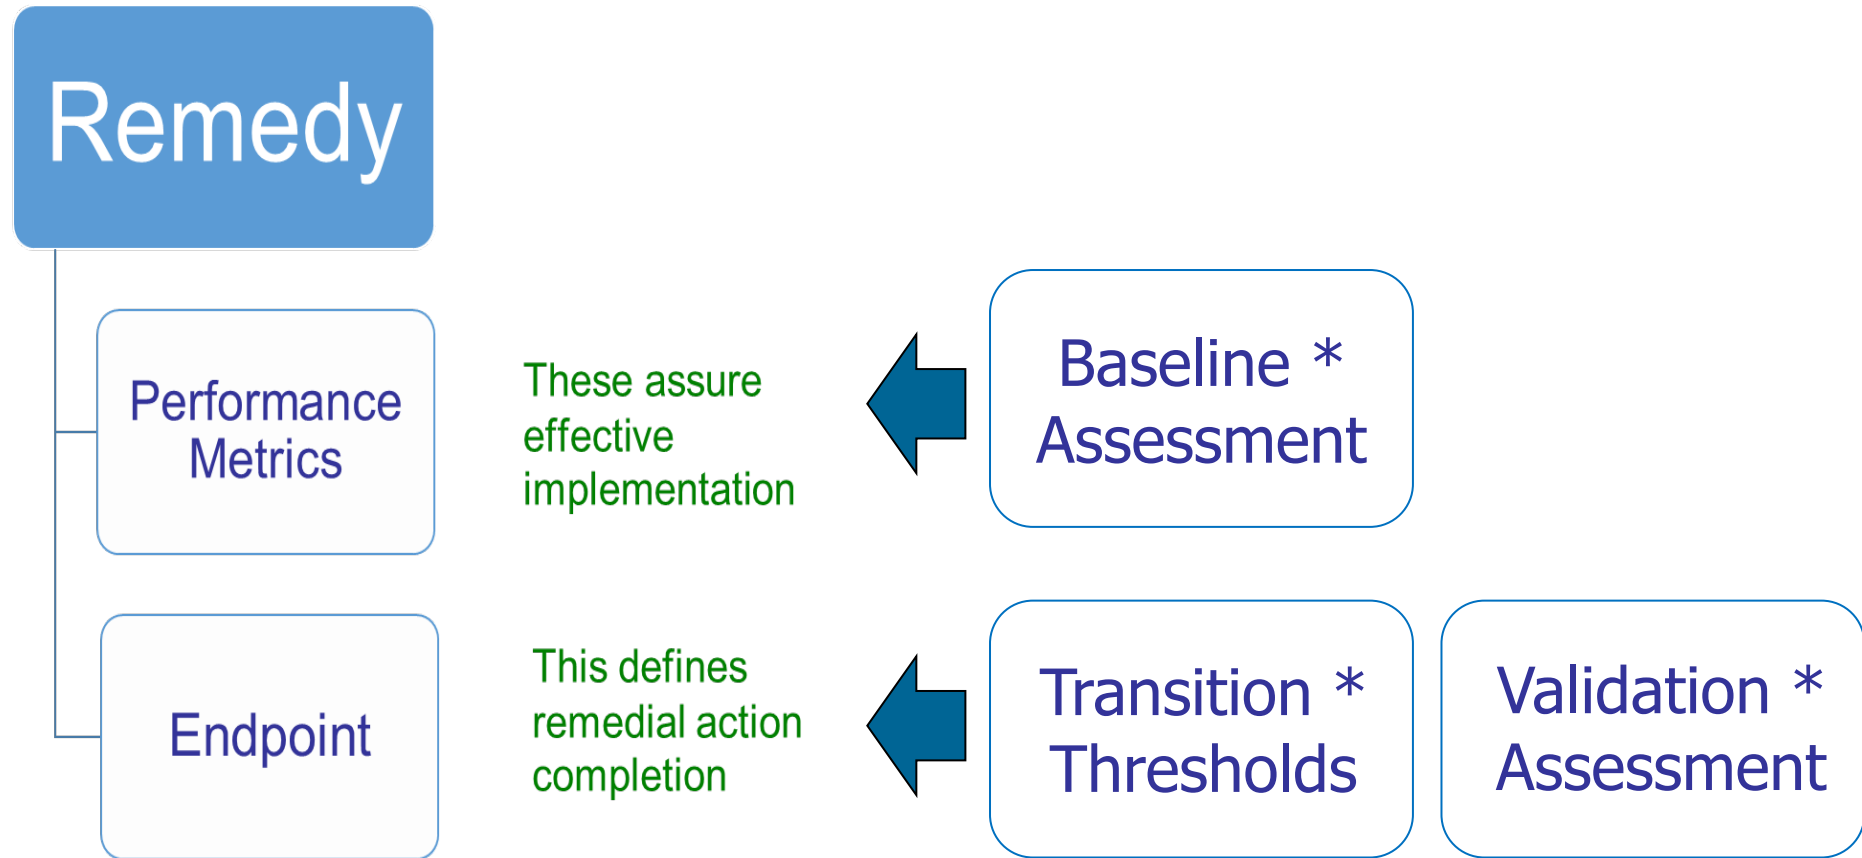 Remedy
Performance
Metrics
These assure
effective
implementation
Baseline *
Assessment
Endpoint
This defines
remedial action
completion
Transition *
Thresholds
Validation *
Assessment